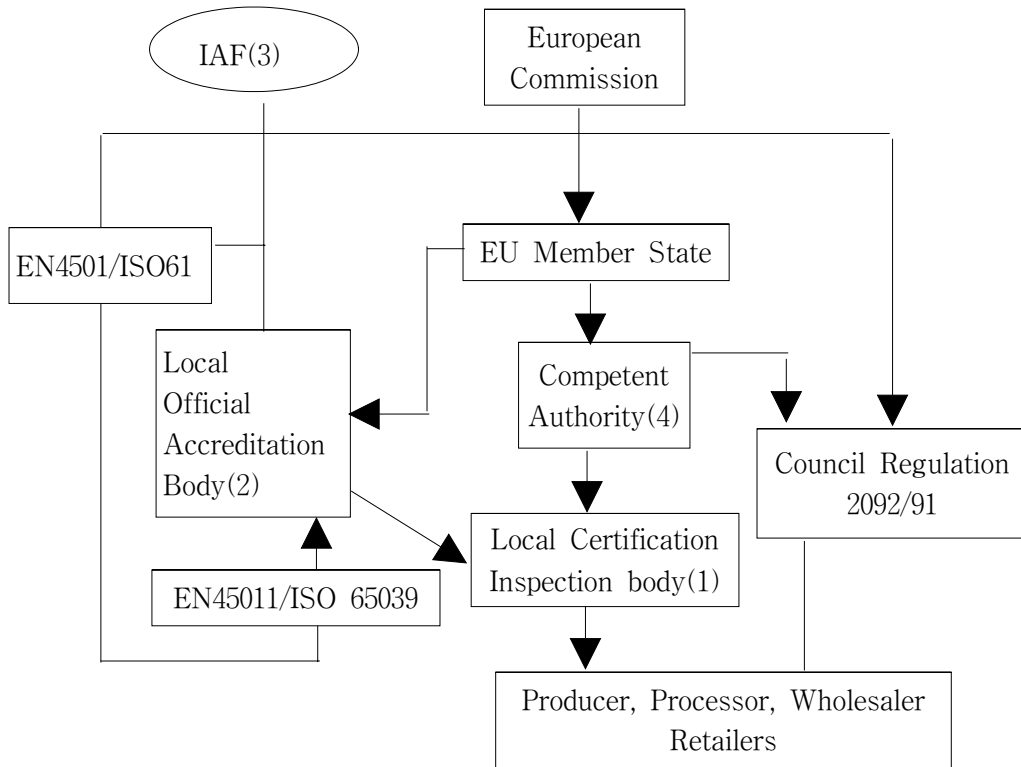 IAF(3)
European
Commission
EN4501/ISO61
EU Member State
Local
Official
Accreditation
Body(2)
Competent
Authority(4)
Council Regulation
2092/91
Local Certification
Inspection body(1)
EN45011/ISO 65039
Producer, Processor, Wholesaler
Retailers